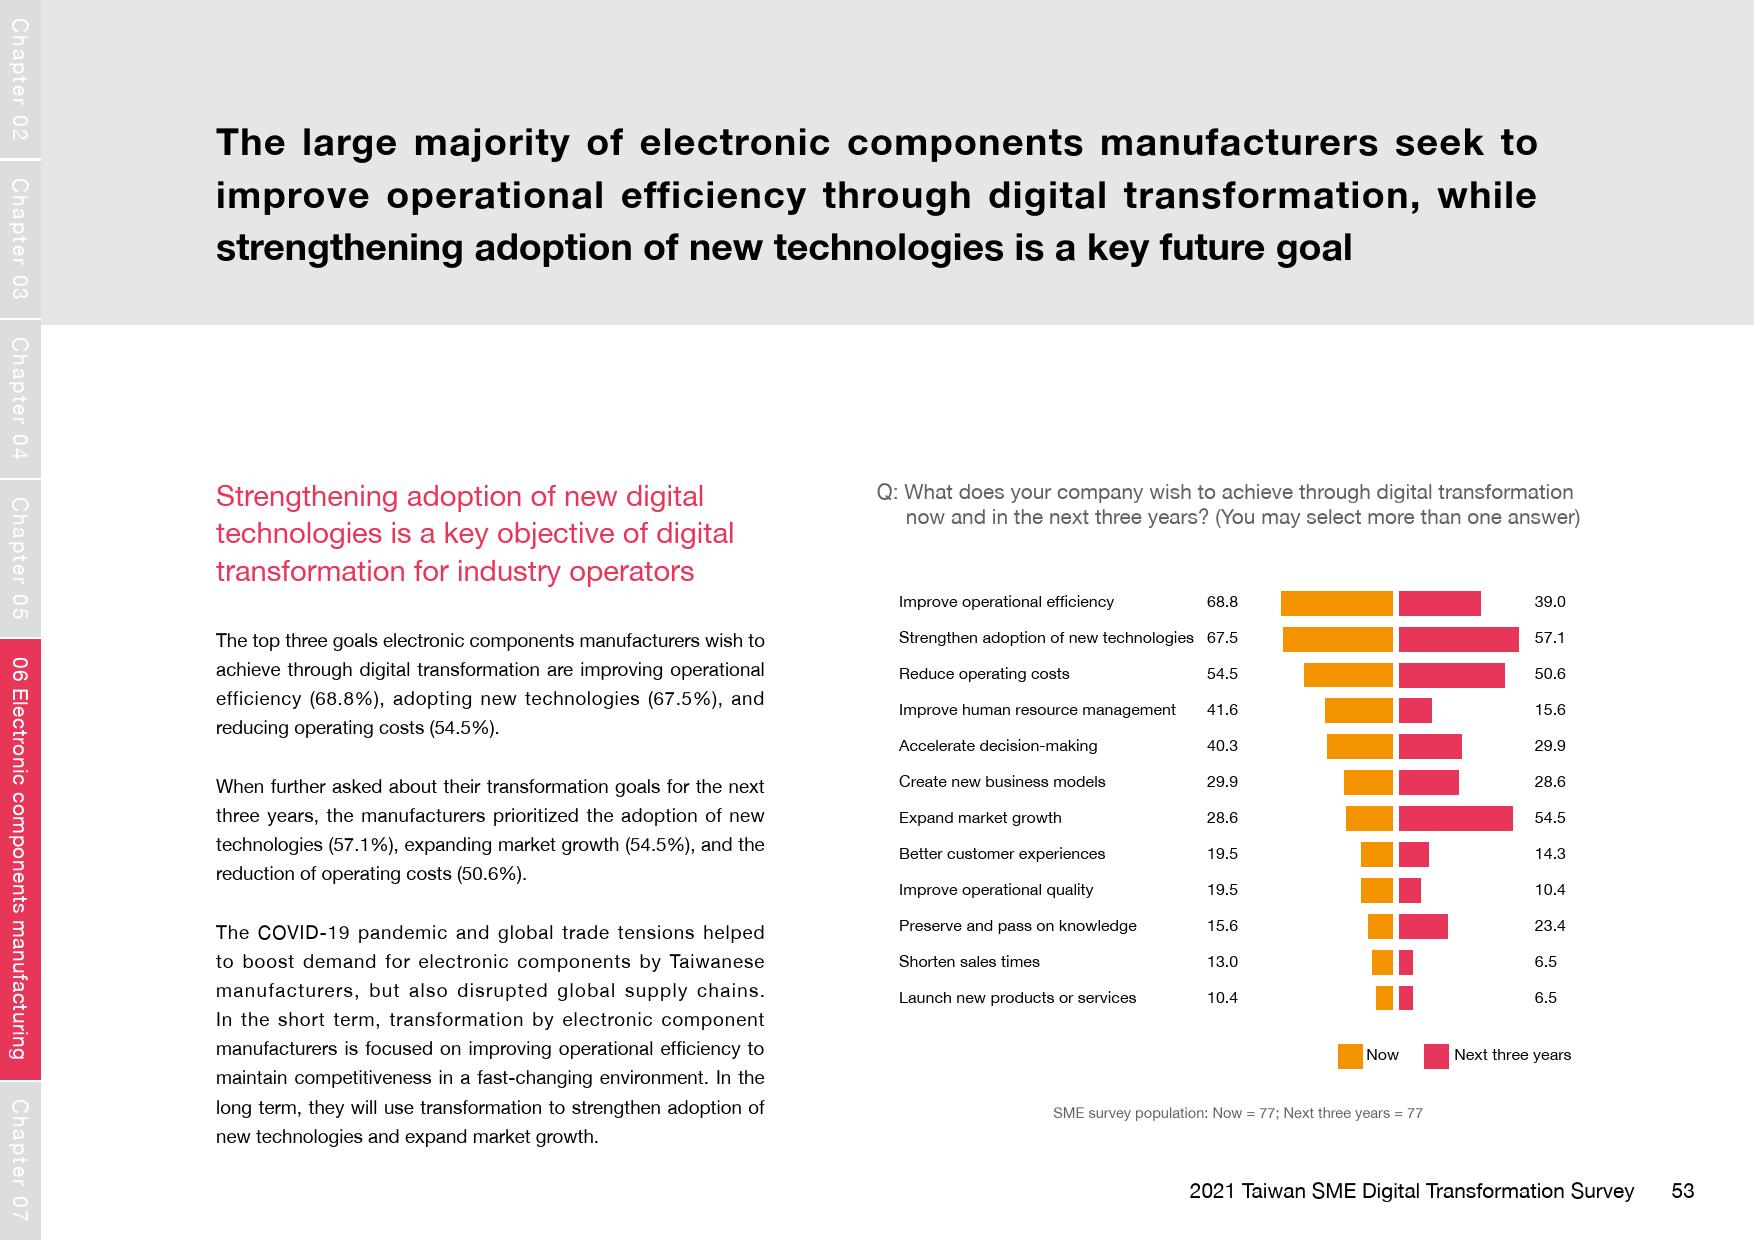 Chapter 02
Chapter 03
Chapter 04
Chapter 05
06 Electronic components manufacturing
Chapter 07
The large majority of electronic components manufacturers seek to
improve operational efficiency through digital transformation, while
strengthening adoption of new technologies is a key future goal
Strengthening adoption of new digital
technologies is a key objective of digital
transformation for industry operators
The top three goals electronic components manufacturers wish to
achieve through digital transformation are improving operational
efficiency (68.8%), adopting new technologies (67.5%), and
reducing operating costs (54.5%).
When further asked about their transformation goals for the next
three years, the manufacturers prioritized the adoption of new
technologies (57.1%), expanding market growth (54.5%), and the
reduction of operating costs (50.6%).
The COVID-19 pandemic and global trade tensions helped
to boost demand for electronic components by Taiwanese
manufacturers, but also disrupted global supply chains.
In the short term, transformation by electronic component
manufacturers is focused on improving operational efficiency to
maintain competitiveness in a fast-changing environment. In the
long term, they will use transformation to strengthen adoption of
new technologies and expand market growth.
Q: What does your company wish to achieve through digital transformation
now and in the next three years? (You may select more than one answer)
Improve operational efficiency 68.8 39.0
Strengthen adoption of new technologies 67.5 57.1
Reduce operating costs 54.5 50.6
Improve human resource management 41.6 15.6
Accelerate decision-making 40.3 29.9
Create new business models 29.9 28.6
Expand market growth 28.6 54.5
Better customer experiences 19.5 14.3
Improve operational quality 19.5 10.4
Preserve and pass on knowledge 15.6 23.4
Shorten sales times 13.0 6.5
Launch new products or services 10.4 6.5
Now Next three years
SME survey population: Now = 77; Next three years = 77
2021 Taiwan SME Digital Transformation Survey 53